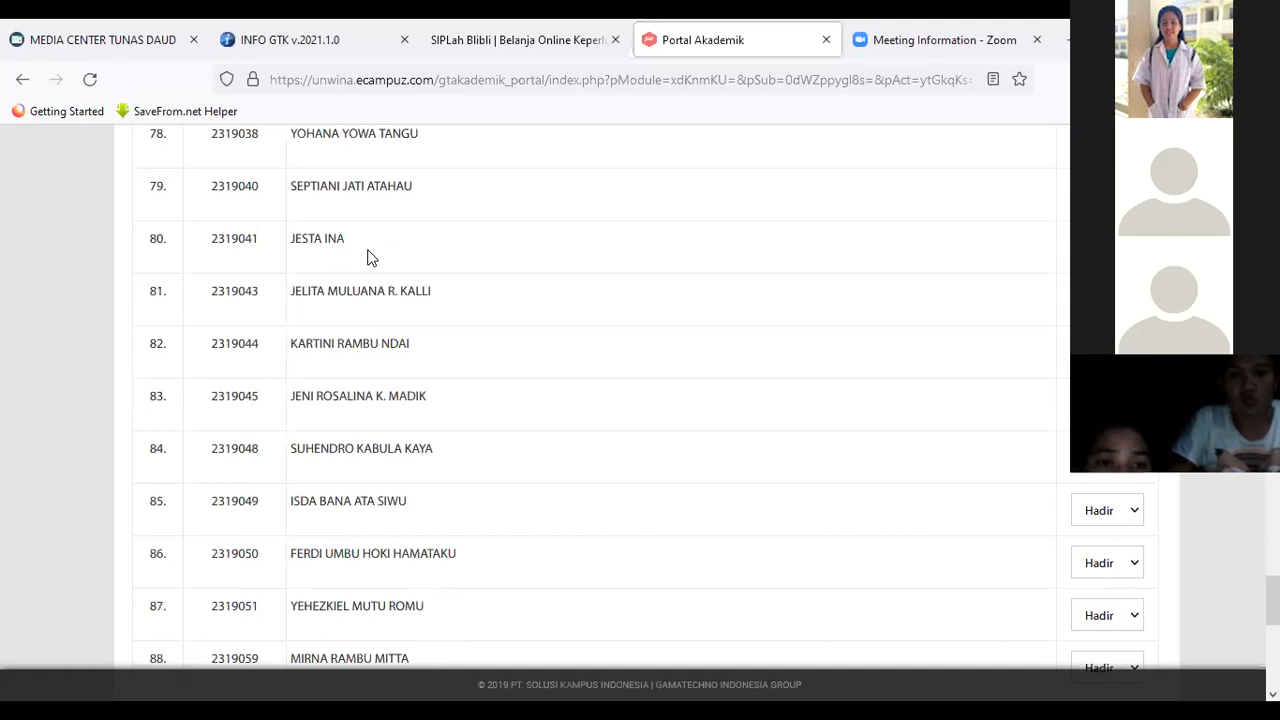 MEDIA CENTER TUNAS DAUD
INFO GTK v.2021.1.0
SIPLah Blibli | Belanja Online Keperlu
Portal Akademik
Meeting Information - Zoom
https://unwina.ecampuz.com/gtakademik_portal/index.php?pModule=xdKnmKU=&pSub=0dWZppygl8s=&pAct=ytGkqKs=
Getting Started
SaveFrom.net Helper
78. 2319038 YOHANA YOWA TANGU
79. 2319040 SEPTIANI JATI ATAHAU
80. 2319041 JESTA INA
81. 2319043 JELITA MULUANA R. KALLI
82. 2319044 KARTINI RAMBU NDAI
83. 2319045 JENI ROSALINA K. MADIK
84. 2319048 SUHENDRO KABULA KAYA
85. 2319049 ISDA BANA ATA SIWU Hadir
86. 2319050 FERDI UMBU HOKI HAMATAKU Hadir
87. 2319051 YEHEZKIEL MUTU ROMU Hadir
88. 2319059 MIRNA RAMBU MITTA Hadir
© 2019 PT. SOLUSI KAMPUS INDONESIA | GAMATECHNO INDONESIA GROUP